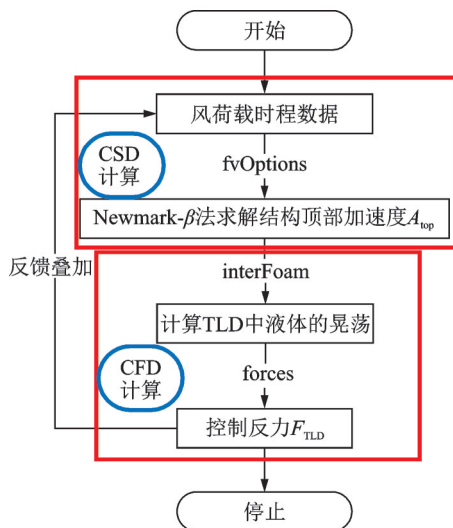 开始
风荷载时程数据
CSD
计算
fvOptions
Newmark-β法求解结构顶部加速度A_top
反馈叠加
interFoam
计算TLD中液体的晃荡
CFD
计算
forces
控制反力F_TLD
停止